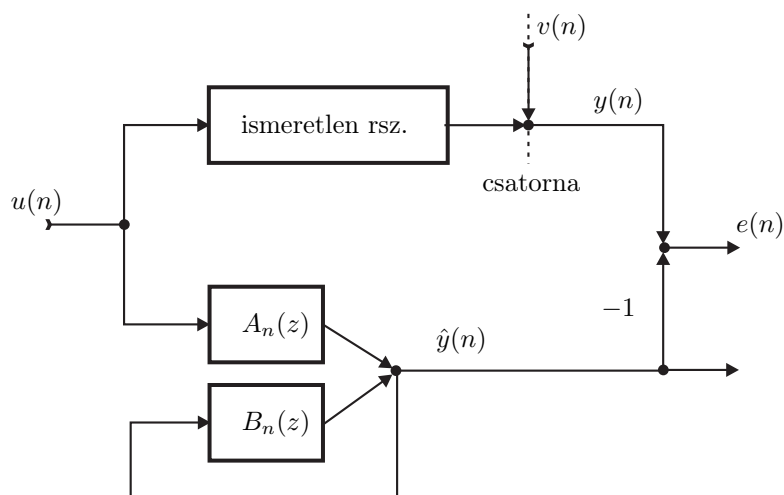 v(n)
ismeretlen rsz.
y(n)
csatorna
u(n)
e(n)
A_n(z)
−1
ŷ(n)
B_n(z)